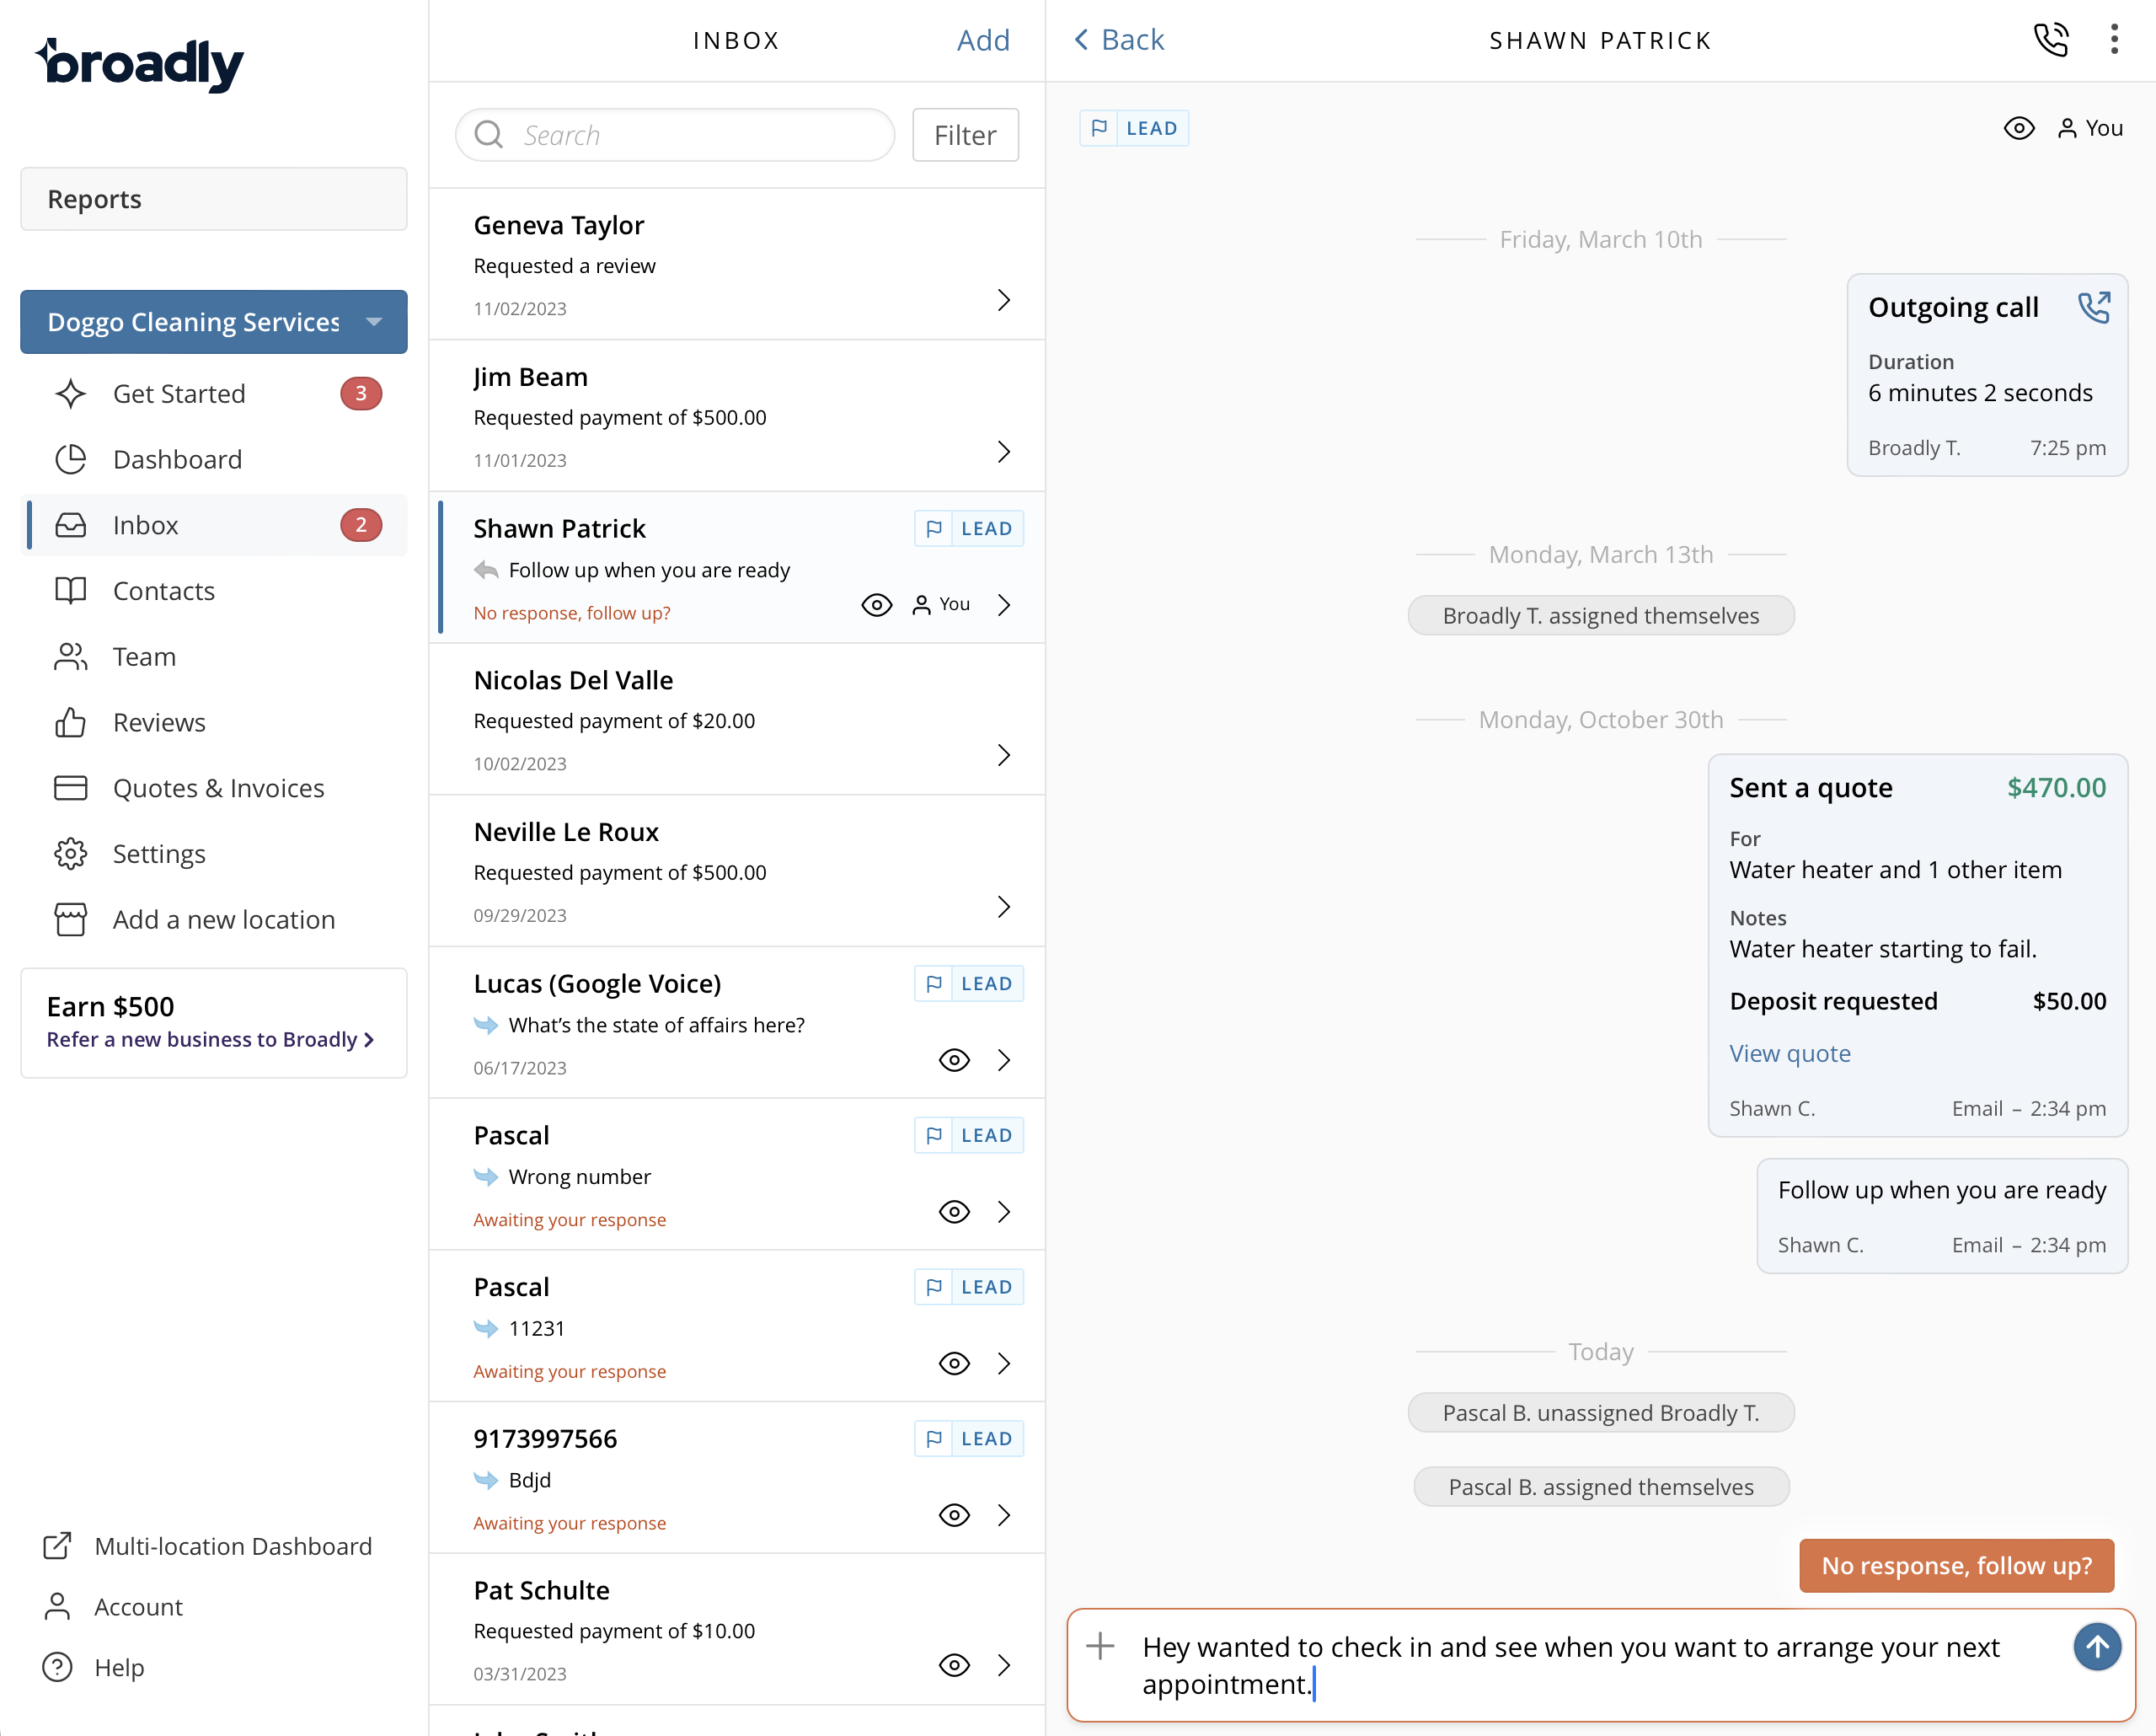 broadly
Reports
Doggo Cleaning Services
Get Started 3
Dashboard
Inbox 2
Contacts
Team
Reviews
Quotes & Invoices
Settings
Add a new location
Earn $500
Refer a new business to Broadly
Multi-location Dashboard
Account
Help
INBOX Add
Search Filter
Geneva Taylor
Requested a review
11/02/2023
Jim Beam
Requested payment of $500.00
11/01/2023
Shawn Patrick LEAD
Follow up when you are ready
No response, follow up? You
Nicolas Del Valle
Requested payment of $20.00
10/02/2023
Neville Le Roux
Requested payment of $500.00
09/29/2023
Lucas (Google Voice) LEAD
What's the state of affairs here?
06/17/2023
Pascal LEAD
Wrong number
Awaiting your response
Pascal LEAD
11231
Awaiting your response
9173997566 LEAD
Bdjd
Awaiting your response
Pat Schulte
Requested payment of $10.00
03/31/2023
Back SHAWN PATRICK
LEAD You
Friday, March 10th
Outgoing call
Duration
6 minutes 2 seconds
Broadly T. 7:25 pm
Monday, March 13th
Broadly T. assigned themselves
Monday, October 30th
Sent a quote $470.00
For
Water heater and 1 other item
Notes
Water heater starting to fail.
Deposit requested $50.00
View quote
Shawn C. Email – 2:34 pm
Follow up when you are ready
Shawn C. Email – 2:34 pm
Today
Pascal B. unassigned Broadly T.
Pascal B. assigned themselves
No response, follow up?
Hey wanted to check in and see when you want to arrange your next
appointment.